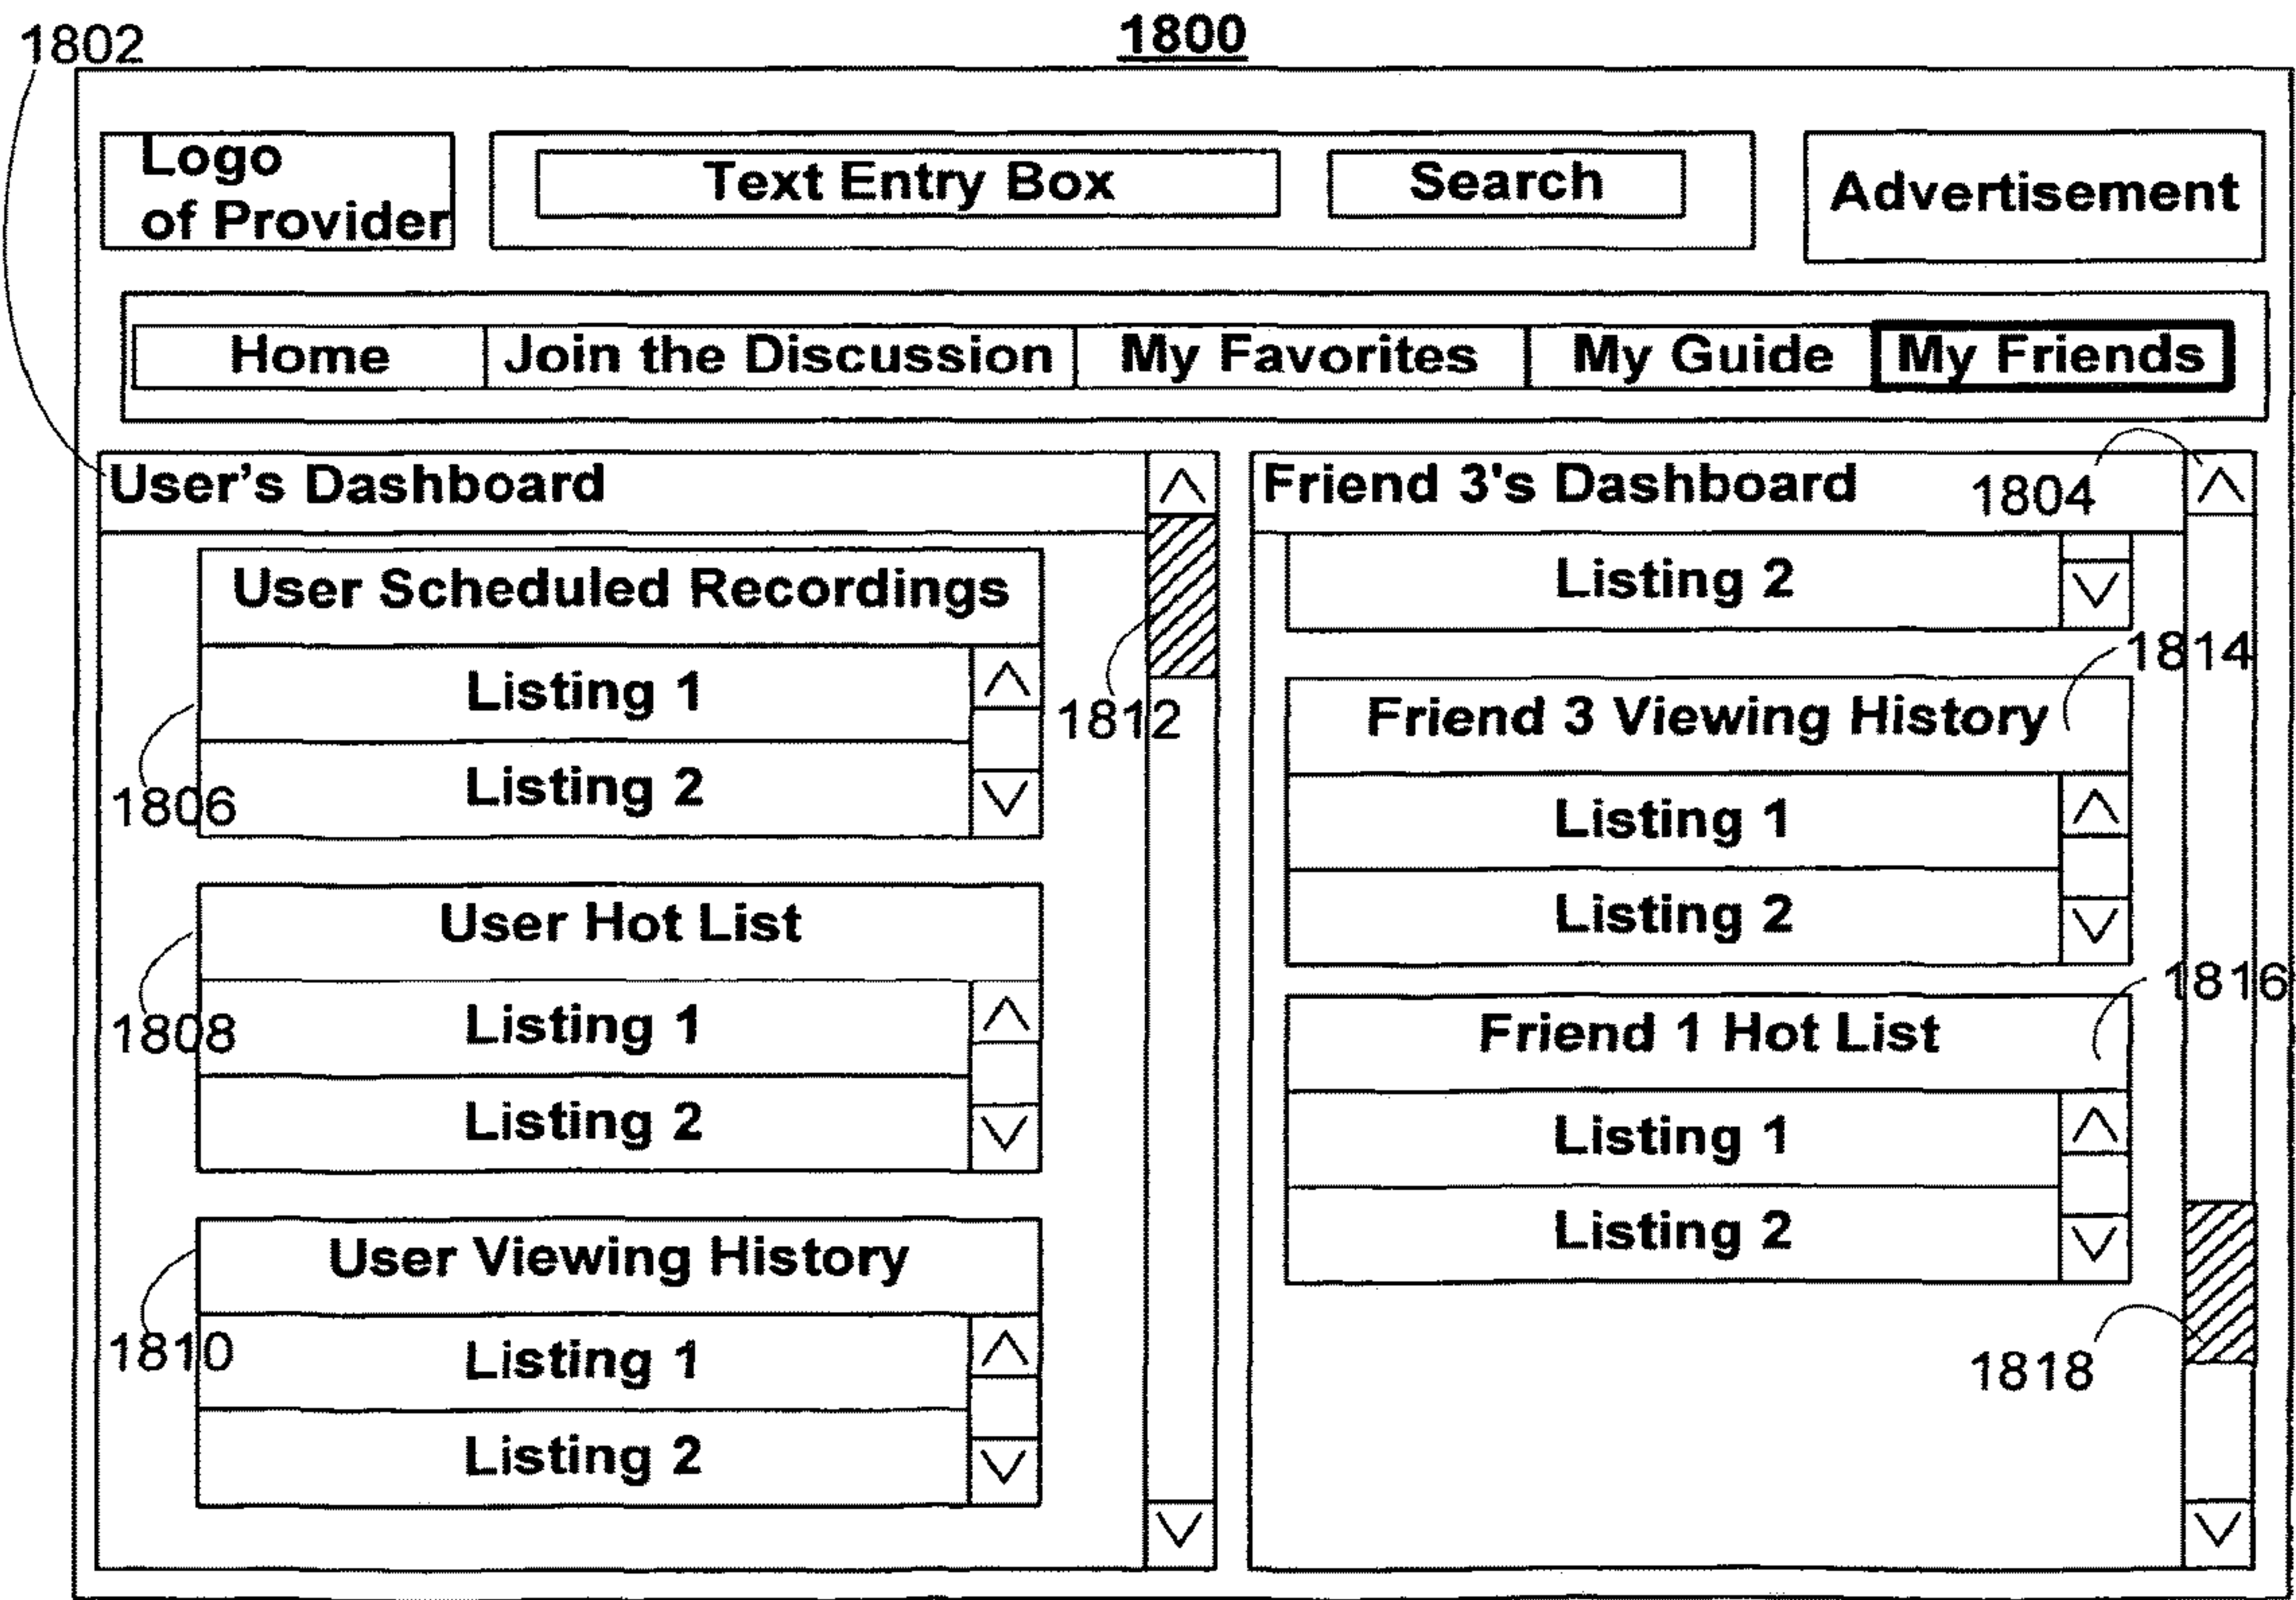 1800
1802
Logo
of Provider
Text Entry Box
Search
Advertisement
Home
Join the Discussion
My Favorites
My Guide
My Friends
User's Dashboard
User Scheduled Recordings
Listing 1
Listing 2
1806
1812
User Hot List
Listing 1
Listing 2
1808
User Viewing History
Listing 1
Listing 2
1810
Friend 3's Dashboard
1804
Listing 2
1814
Friend 3 Viewing History
Listing 1
Listing 2
1816
Friend 1 Hot List
Listing 1
Listing 2
1818